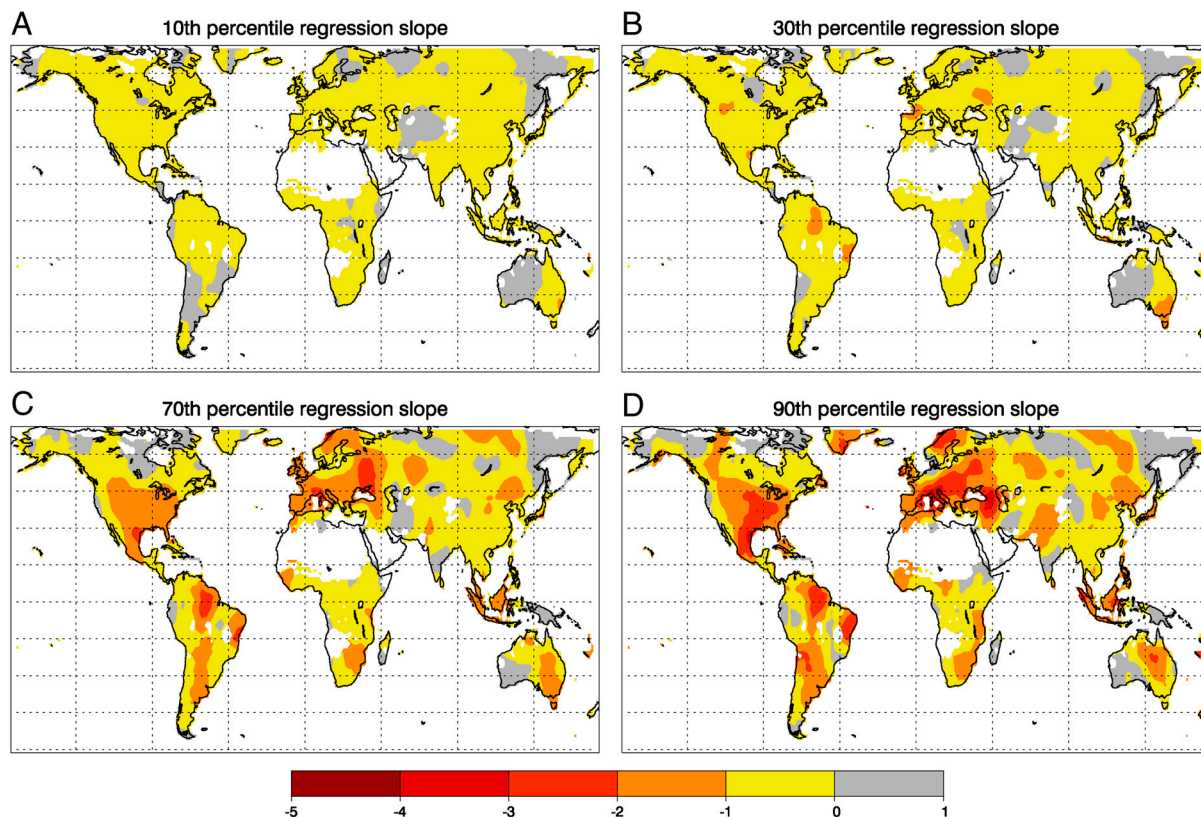 A
10th percentile regression slope
B
30th percentile regression slope
C
70th percentile regression slope
D
90th percentile regression slope
-5 -4 -3 -2 -1 0 1